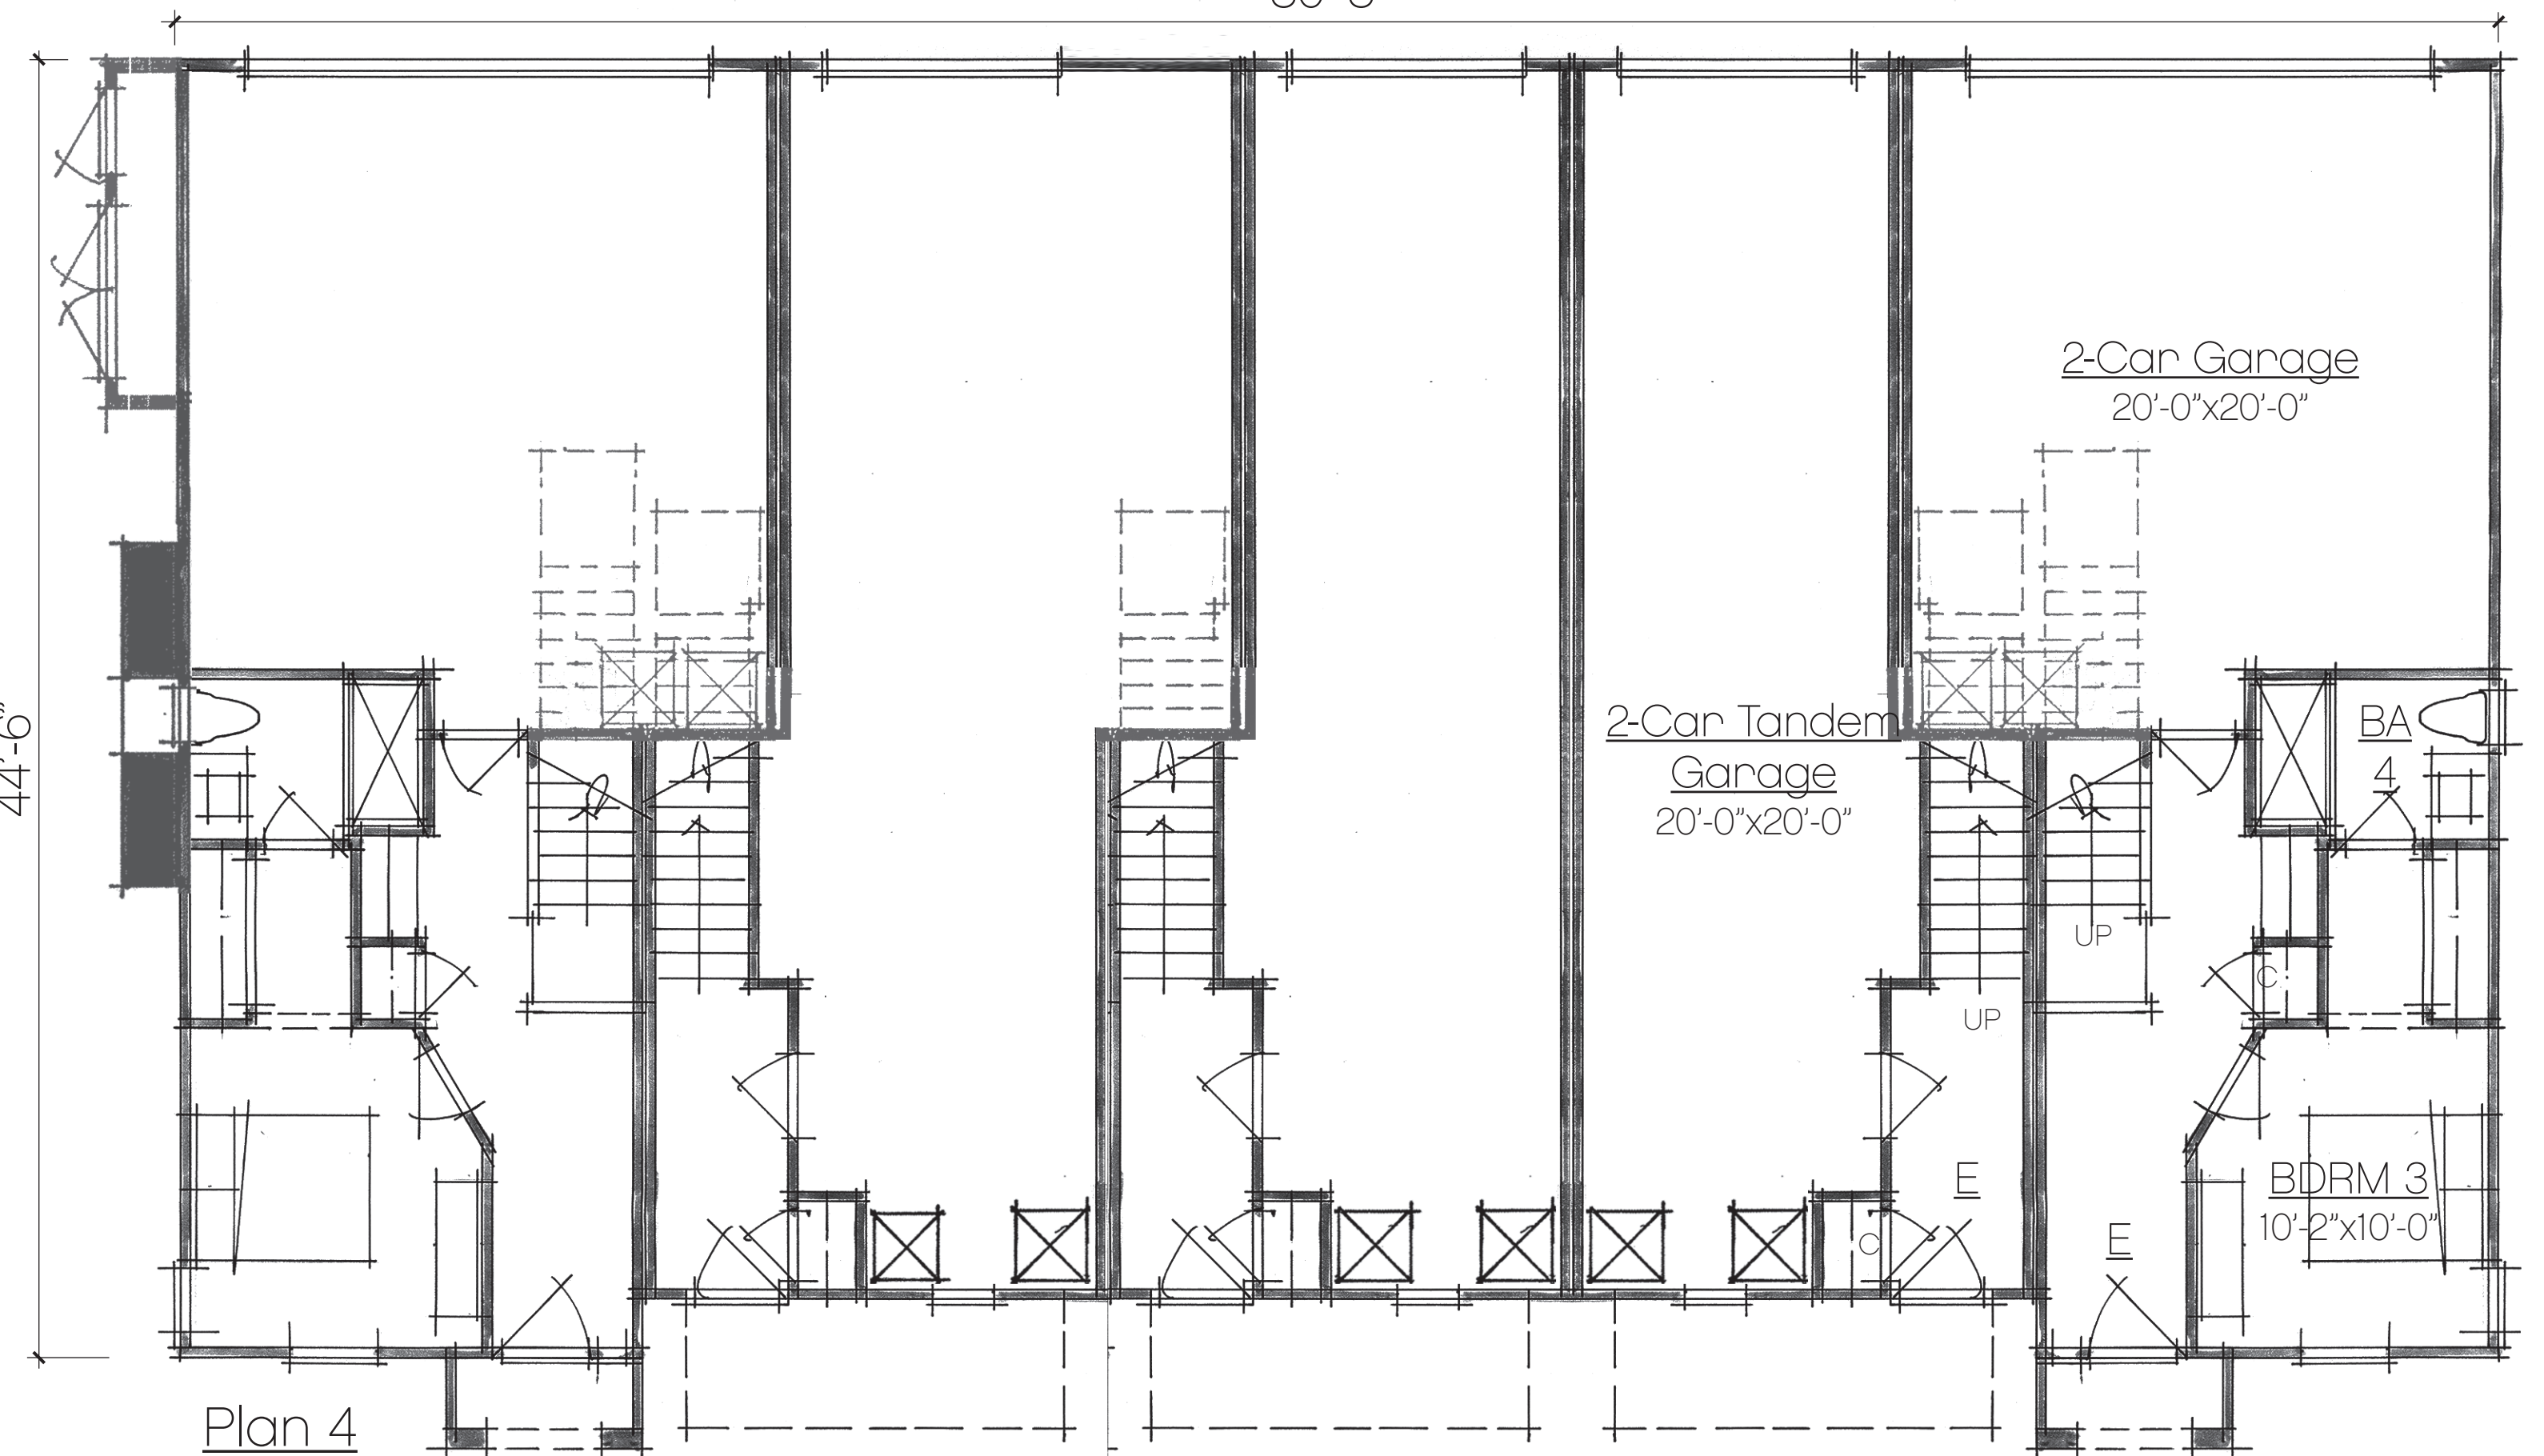 44'-6"
2-Car Garage
20'-0"x20'-0"
2-Car Tandem
Garage
20'-0"x20'-0"
BA
4
UP
C
UP
E
BDRM 3
10'-2"x10'-0"
E
C
Plan 4